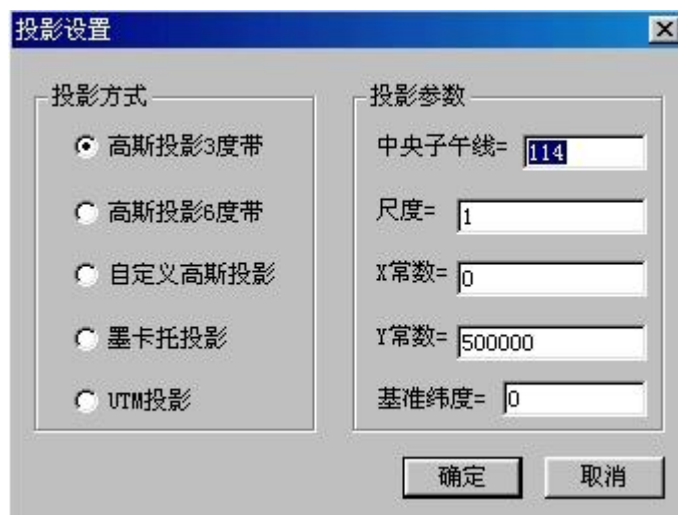 投影设置
投影方式
高斯投影3度带
高斯投影6度带
自定义高斯投影
墨卡托投影
UTM投影
投影参数
中央子午线= 114
尺度= 1
X常数= 0
Y常数= 500000
基准纬度= 0
确定 取消